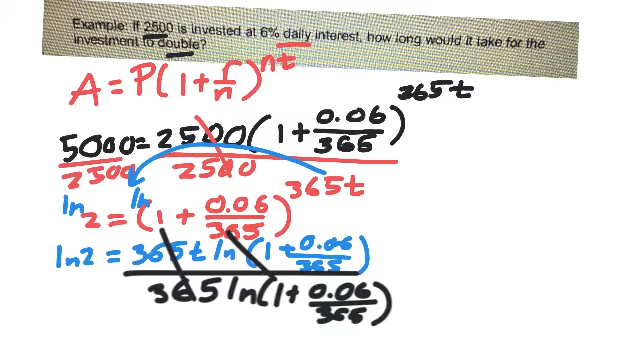 Example: If 2500 is invested at 6% daily interest, how long would it take for the
investment to double?
A = P(1 + r/n)^nt
5000 = 2500(1 + 0.06/365)^365t
2500 2500
ln 2 = ln(1 + 0.06/365)^365t
ln2 = 365t ln(1 + 0.06/365)
365 ln(1 + 0.06/365)